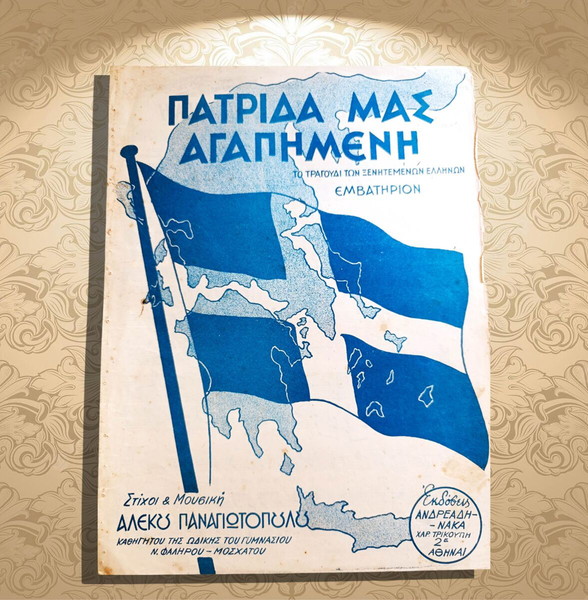 ΠΑΤΡΙΔΑ ΜΑΣ
ΑΓΑΠΗΜΕΝΗ
ΤΟ ΤΡΑΓΟΥΔΙ ΤΩΝ ΞΕΝΗΤΕΜΕΝΩΝ ΕΛΛΗΝΩΝ
ΕΜΒΑΤΗΡΙΟΝ
Στίχοι & Μουσική
ΑΛΕΚΟΥ ΠΑΝΑΓΙΩΤΟΠΟΥΛΟΥ
ΚΑΘΗΓΗΤΟΥ ΤΗΣ ΩΔΙΚΗΣ ΤΟΥ ΓΥΜΝΑΣΙΟΥ
Ν. ΦΑΛΗΡΟΥ - ΜΟΣΧΑΤΟΥ
Ἐκδόσεις
ΑΝΔΡΕΑΔΗ-
-ΝΑΚΑ
ΧΑΡ. ΤΡΙΚΟΥΠΗ
2α
ΑΘΗΝΑΙ